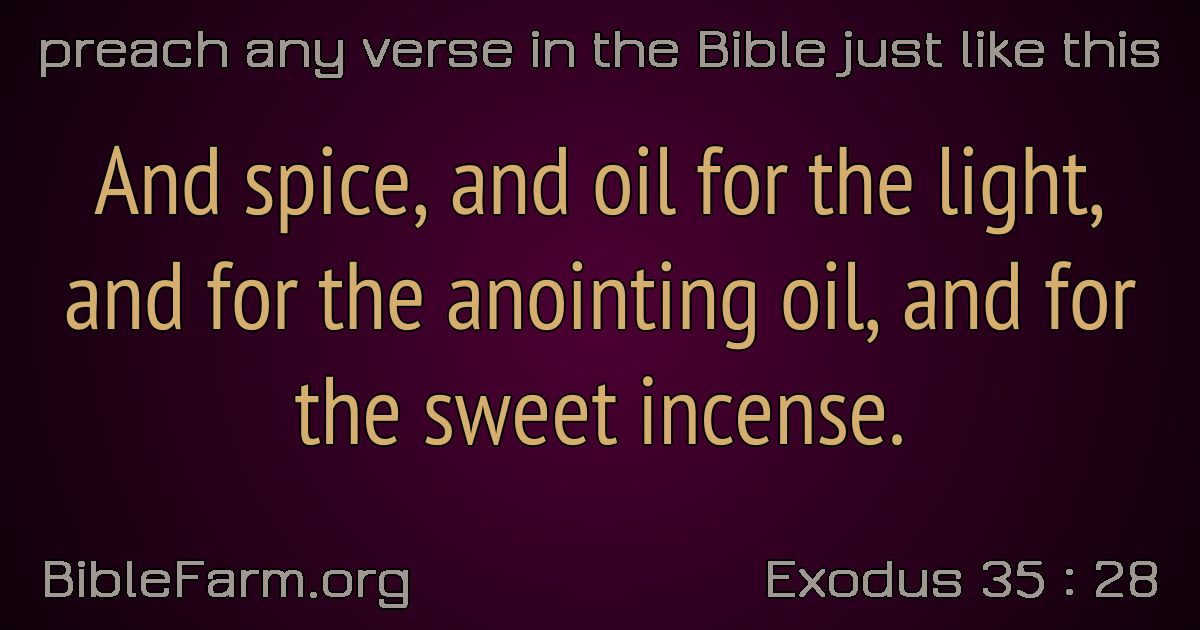 preach any verse in the Bible just like this
And spice, and oil for the light,
and for the anointing oil, and for
the sweet incense.
BibleFarm.org
Exodus 35 : 28